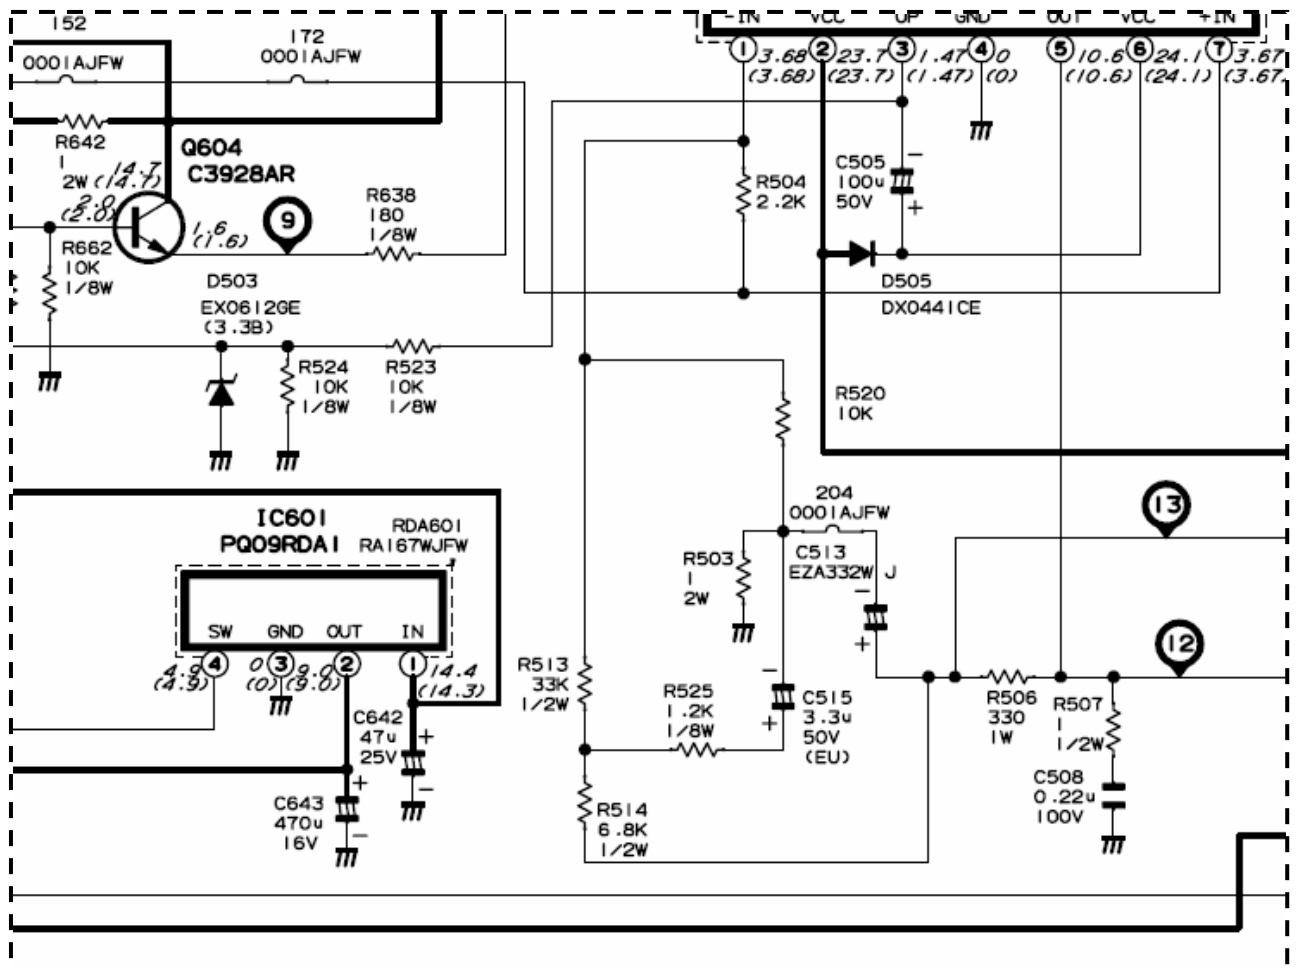 152
0001AJFW
172
0001AJFW
R642
1
2W
14.7
(14.7)
2.0
(2.0)
Q604
C3928AR
1.6
(1.6)
9
R638
180
1/8W
R662
10K
1/8W
D503
EX0612GE
(3.3B)
R524
10K
1/8W
R523
10K
1/8W
-IN
VCC
UP
GND
OUT
VCC
+IN
1
3.68
(3.68)
2
23.7
(23.7)
3
1.47
(1.47)
4
0
(0)
5
10.6
(10.6)
6
24.1
(24.1)
7
3.67
(3.67
R504
2.2K
C505
100u
50V
-
+
D505
DX0441CE
R520
10K
204
0001AJFW
C513
EZA332W J
-
+
R503
1
2W
13
12
IC601
PQ09RDA1
RDA601
RA167WJFW
SW
GND
OUT
IN
4
4.9
(4.9)
3
0
(0)
2
9.0
(9.0)
1
14.4
(14.3)
C642
47u
25V
+
-
C643
470u
16V
+
-
R513
33K
1/2W
R525
1.2K
1/8W
-
+
C515
3.3u
50V
(EU)
R514
6.8K
1/2W
R506
330
1W
R507
1
1/2W
C508
0.22u
100V